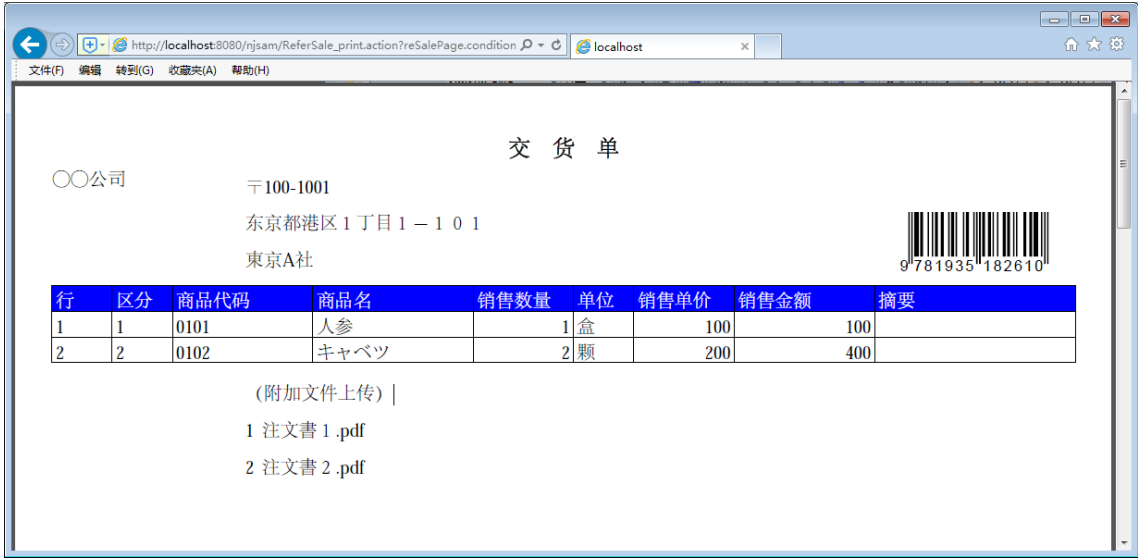 http://localhost:8080/njsam/ReferSale_print.action?reSalePage.condition
localhost
文件(F) 编辑 转到(G) 收藏夹(A) 帮助(H)
交 货 单
〇〇公司
〒100-1001
东京都港区1丁目1－101
東京A社
9 781935 182610
行 区分 商品代码 商品名 销售数量 单位 销售单价 销售金额 摘要
1 1 0101 人参 1 盒 100 100
2 2 0102 キャベツ 2 颗 200 400
（附加文件上传）
1 注文書１.pdf
2 注文書２.pdf